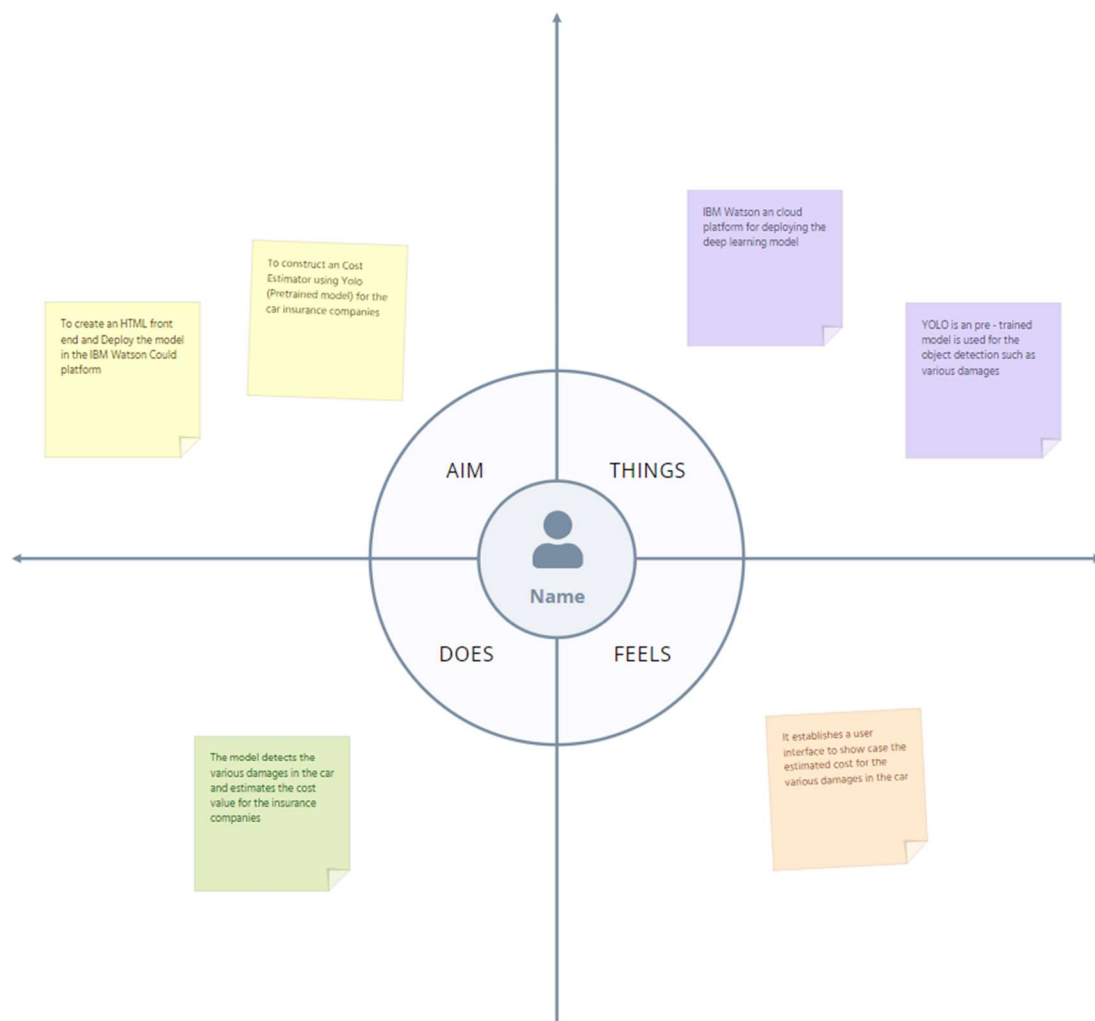 To create an HTML front
end and Deploy the model
in the IBM Watson Could
platform
To construct an Cost
Estimator using Yolo
(Pretrained model) for the
car insurance companies
IBM Watson an cloud
platform for deploying the
deep learning model
YOLO is an pre - trained
model is used for the
object detection such as
various damages
AIM
THINGS
Name
DOES
FEELS
The model detects the
various damages in the car
and estimates the cost
value for the insurance
companies
It establishes a user
interface to show case the
estimated cost for the
various damages in the car